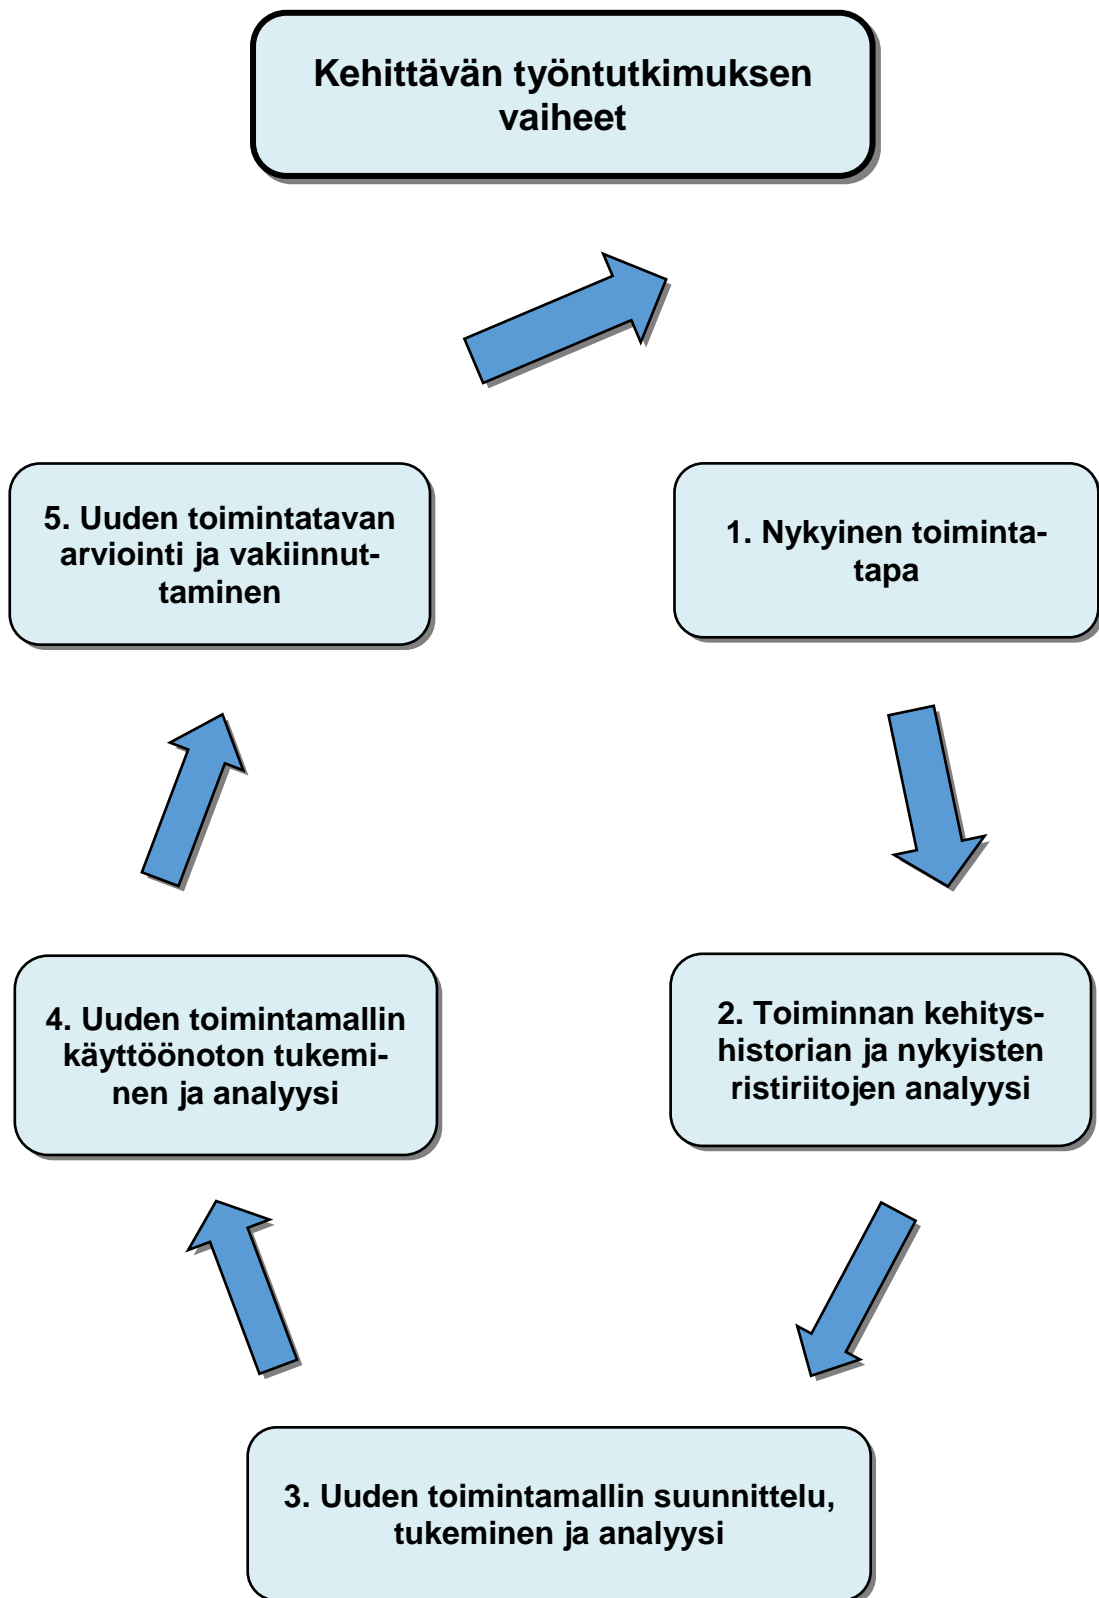 Kehittävän työntutkimuksen
vaiheet
1. Nykyinen toiminta-
tapa
2. Toiminnan kehitys-
historian ja nykyisten
ristiriitojen analyysi
3. Uuden toimintamallin suunnittelu,
tukeminen ja analyysi
4. Uuden toimintamallin
käyttöönoton tukemi-
nen ja analyysi
5. Uuden toimintatavan
arviointi ja vakiinnut-
taminen